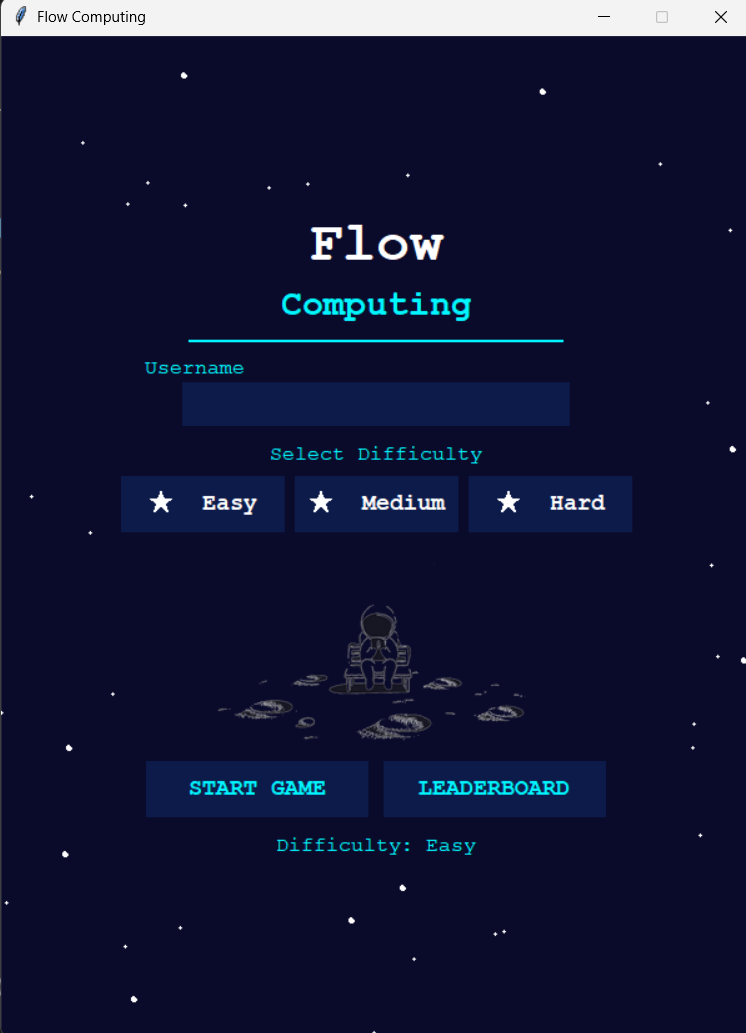 Flow Computing
Flow
Computing
Username
Select Difficulty
★ Easy ★ Medium ★ Hard
START GAME LEADERBOARD
Difficulty: Easy